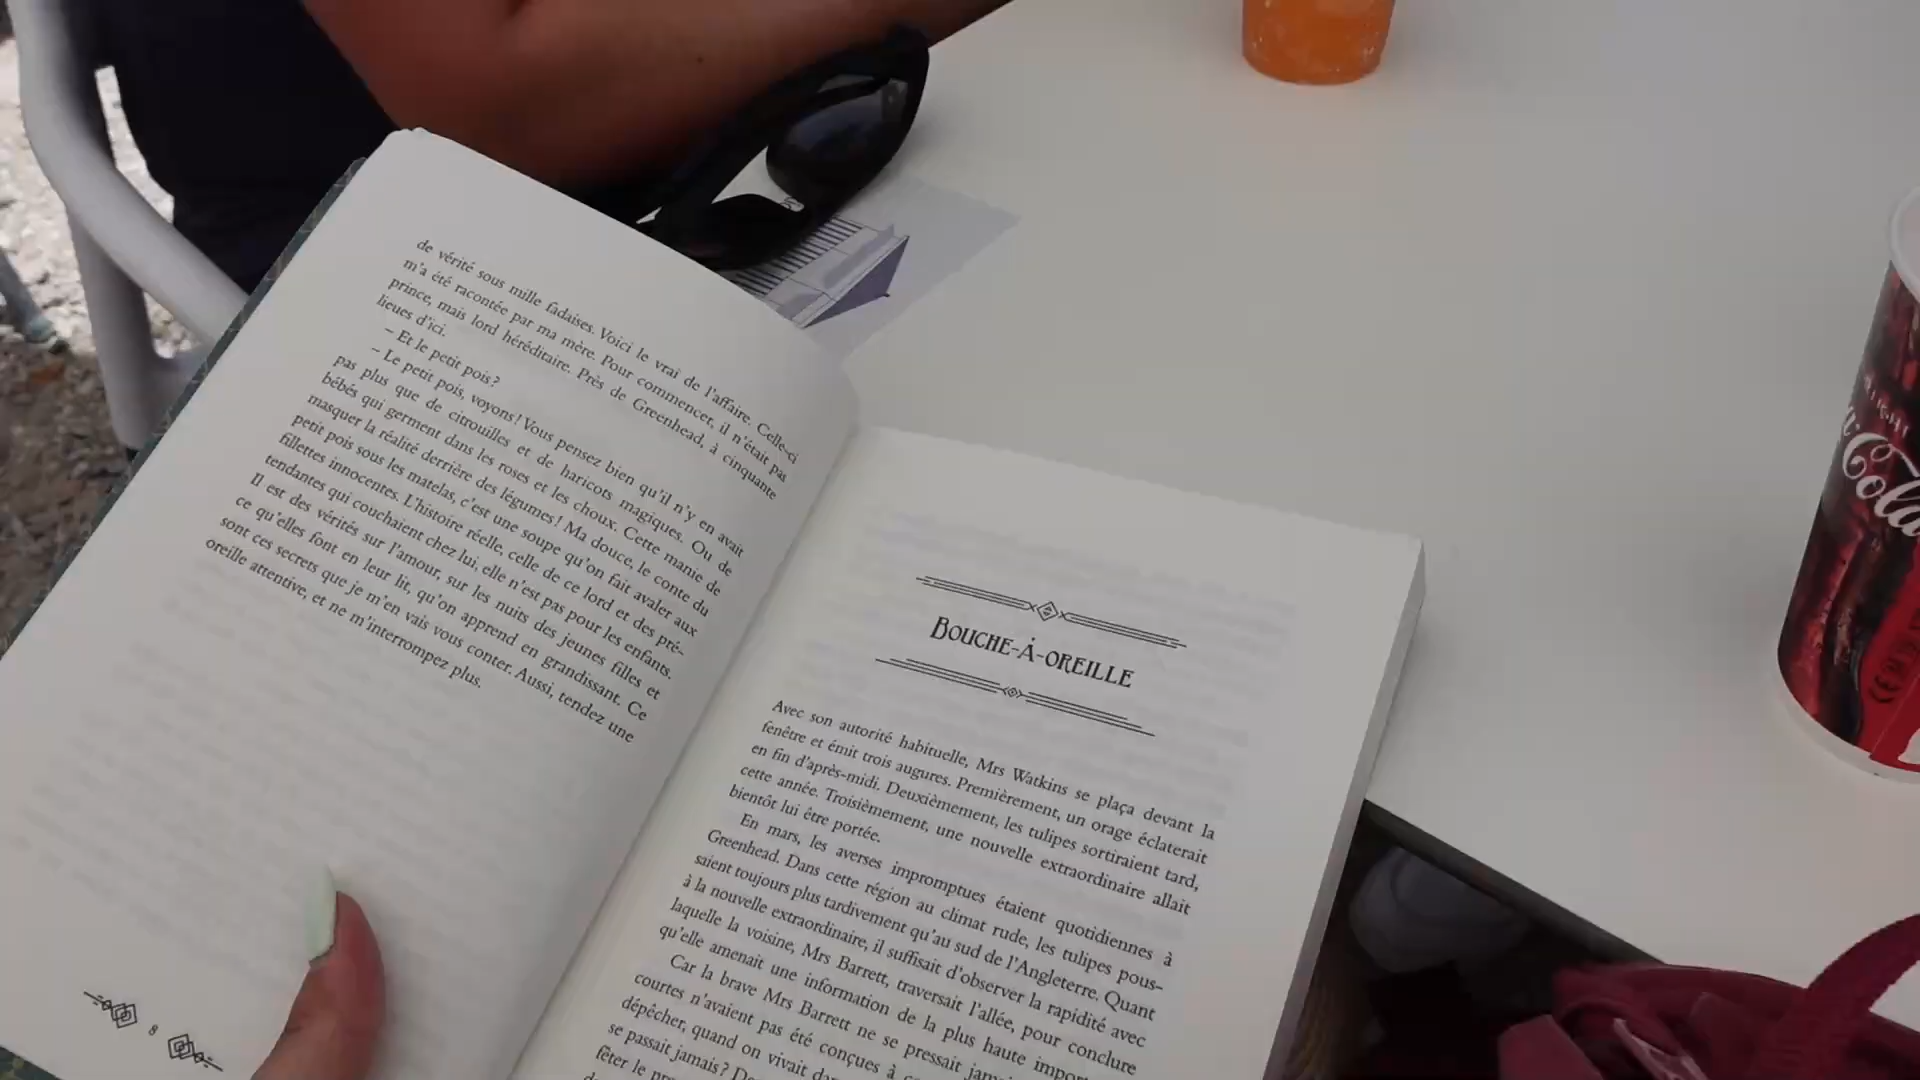 de vérité sous mille fadaises. Voici le vrai de l'affaire. Celle-ci
m'a été racontée par ma mère. Pour commencer, il n'était pas
prince, mais lord héréditaire. Près de Greenhead, à cinquante
lieues d'ici.
– Et le petit pois ?
– Le petit pois, voyons ! Vous pensez bien qu'il n'y en avait
pas plus que de citrouilles et de haricots magiques. Ou de
bébés qui germent dans les roses et les choux. Cette manie de
masquer la réalité derrière des légumes ! Ma douce, le conte du
petit pois sous les matelas, c'est une soupe qu'on fait avaler aux
fillettes innocentes. L'histoire réelle, celle de ce lord et des pré-
tendantes qui couchaient chez lui, elle n'est pas pour les enfants.
Il est des vérités sur l'amour, sur les nuits des jeunes filles et
ce qu'elles font en leur lit, qu'on apprend en grandissant. Ce
sont ces secrets que je m'en vais vous conter. Aussi, tendez une
oreille attentive, et ne m'interrompez plus.
8
BOUCHE-À-OREILLE
Avec son autorité habituelle, Mrs Watkins se plaça devant la
fenêtre et émit trois augures. Premièrement, un orage éclaterait
en fin d'après-midi. Deuxièmement, les tulipes sortiraient tard,
cette année. Troisièmement, une nouvelle extraordinaire allait
bientôt lui être portée.
En mars, les averses impromptues étaient quotidiennes à
Greenhead. Dans cette région au climat rude, les tulipes pous-
saient toujours plus tardivement qu'au sud de l'Angleterre. Quant
à la nouvelle extraordinaire, il suffisait d'observer la rapidité avec
laquelle la voisine, Mrs Barrett, traversait l'allée, pour conclure
qu'elle amenait une information de la plus haute
Car la brave Mrs Barrett ne se pressait
courtes n'avaient pas été conçues à
dépêcher, quand on vivait
se passait jamais ?
fêter le
Cola